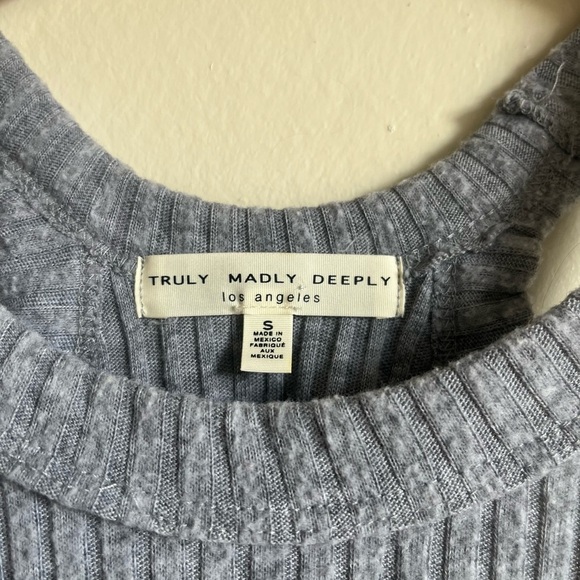 TRULY MADLY DEEPLY
los angeles
S
MADE IN
MEXICO
FABRIQUÉ
AUX
MEXIQUE